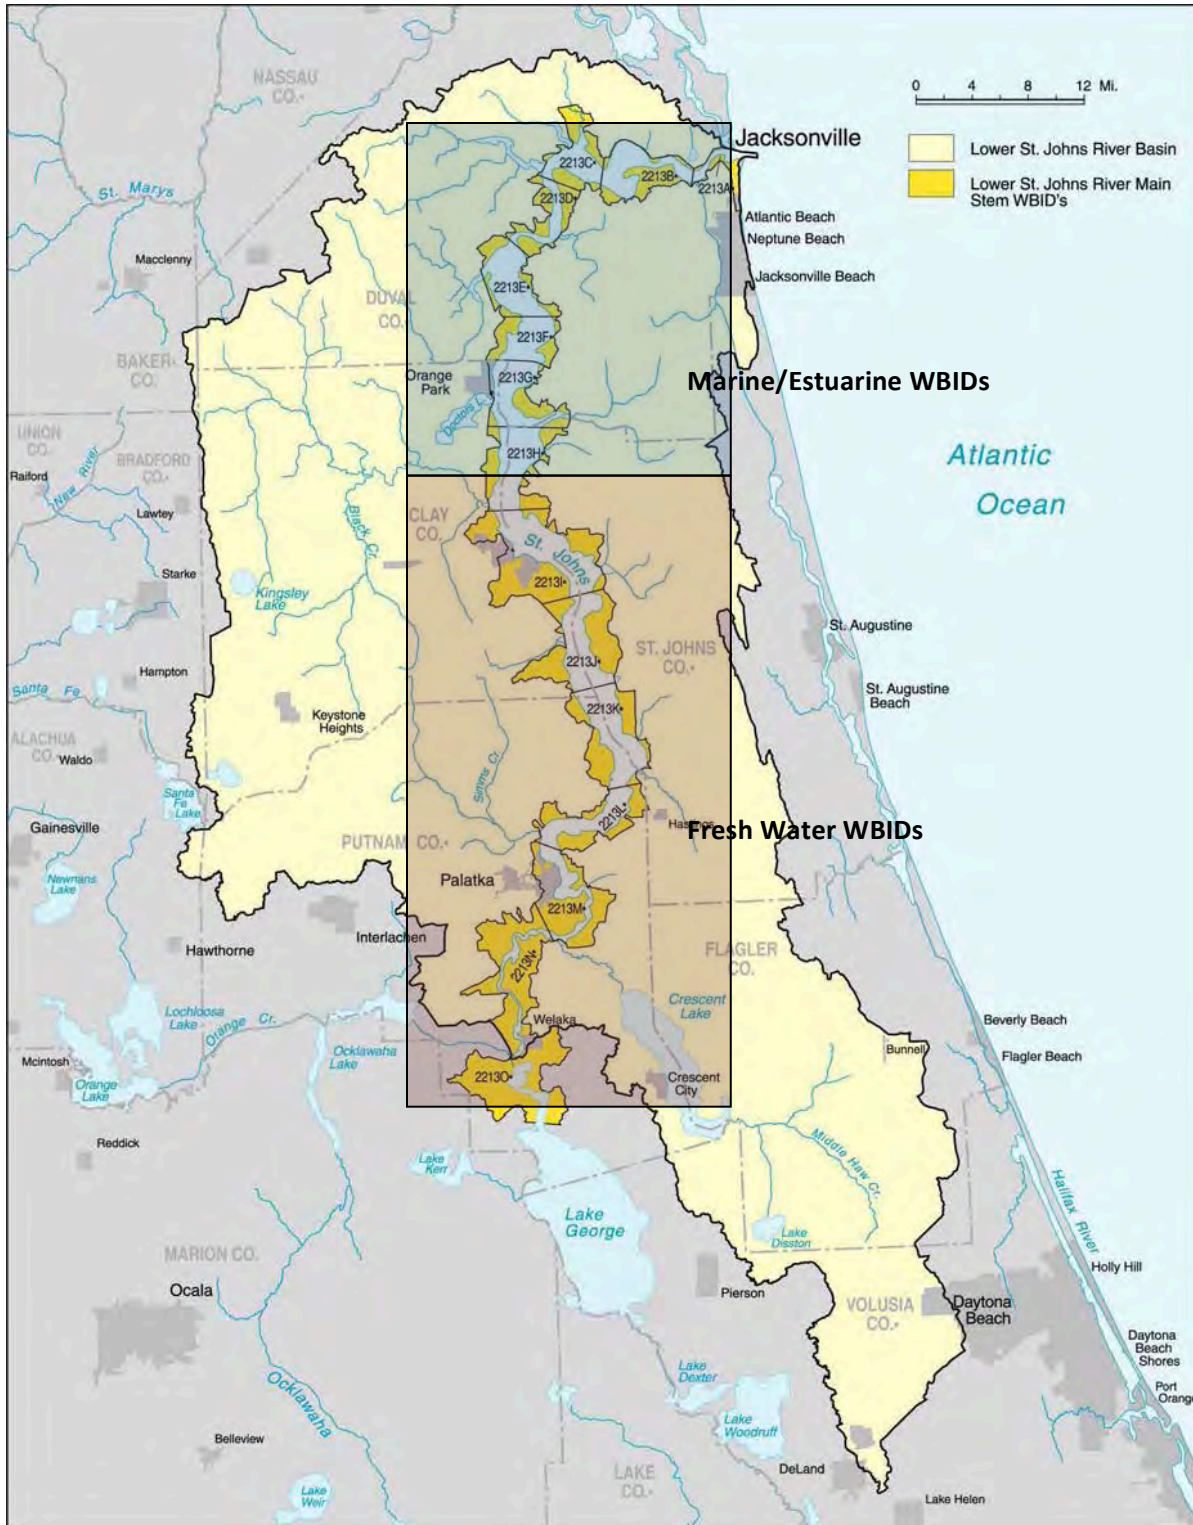 NASSAU
CO.
0 4 8 12 Mi.
Jacksonville
Lower St. Johns River Basin
Lower St. Johns River Main
Stem WBID's
2213C
2213B
2213A
2213D
St. Marys
Atlantic Beach
Neptune Beach
Jacksonville Beach
Macclenny
2213E
DUVAL
CO.
2213F
BAKER
CO.
Orange
Park
2213G
Marine/Estuarine WBIDs
Doctors L.
UNION
CO.
BRADFORD
CO.
2213H
Atlantic
Ocean
Raiford
New River
Lawtey
Black Cr.
CLAY
CO.
St. Johns
Starke
2213I
Kingsley
Lake
St. Augustine
ST. JOHNS
CO.
2213J
Hampton
Santa Fe
St. Augustine
Beach
2213K
Keystone
Heights
ALACHUA
CO.
Waldo
Simms Cr.
Santa
Fe
Lake
2213L
Hastings
Fresh Water WBIDs
Gainesville
PUTNAM CO.
Newnans
Lake
Palatka
2213M
Interlachen
Hawthorne
FLAGLER
CO.
2213N
Crescent
Lake
Lochloosa
Lake
Orange Cr.
Welaka
Beverly Beach
Ocklawaha
Lake
Bunnell
Flagler Beach
Mcintosh
Orange
Lake
2213O
Crescent
City
Reddick
Middle Haw Cr.
Lake
Kerr
Halifax River
Lake
George
Lake
Disston
MARION CO.
Holly Hill
Ocala
Pierson
VOLUSIA
CO.
Daytona
Beach
Daytona
Beach
Shores
Port
Orange
Ocklawaha
Lake
Dexter
Lake
Woodruff
Belleview
DeLand
LAKE
CO.
Lake
Weir
Lake Helen